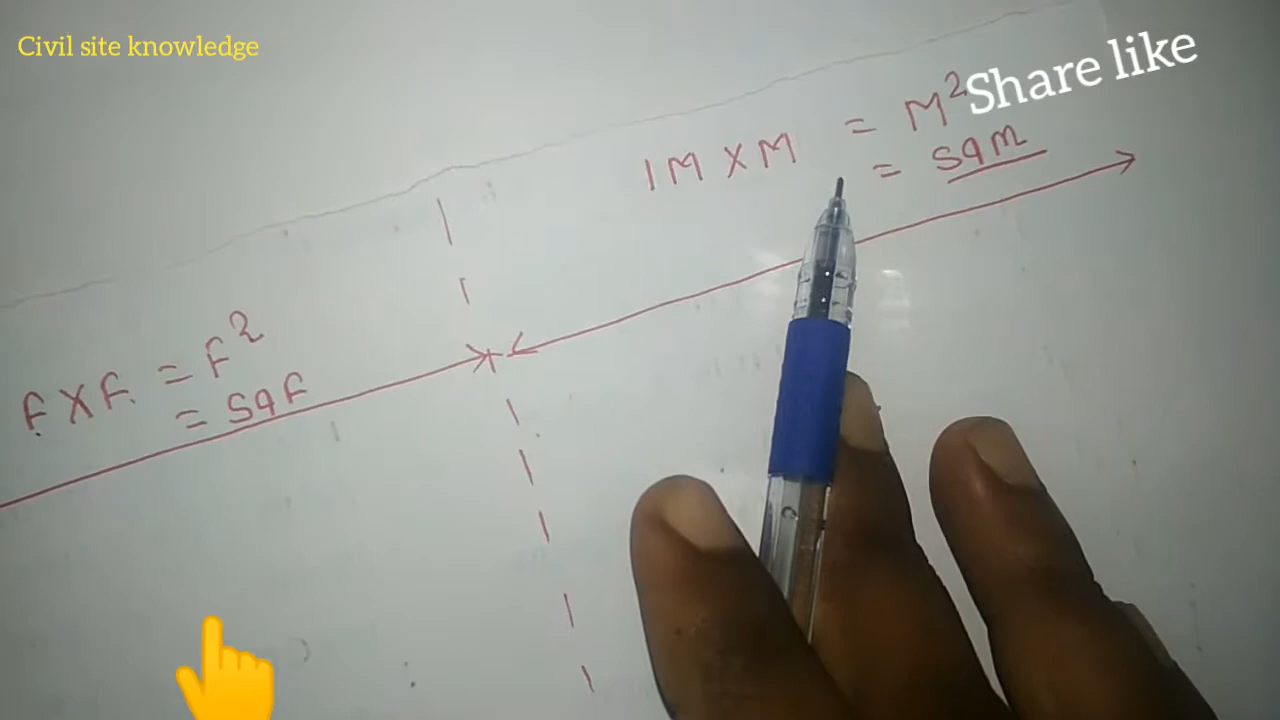 Civil site knowledge
Share like
1M X M = M²
= sqm
F X F = F²
= sqF